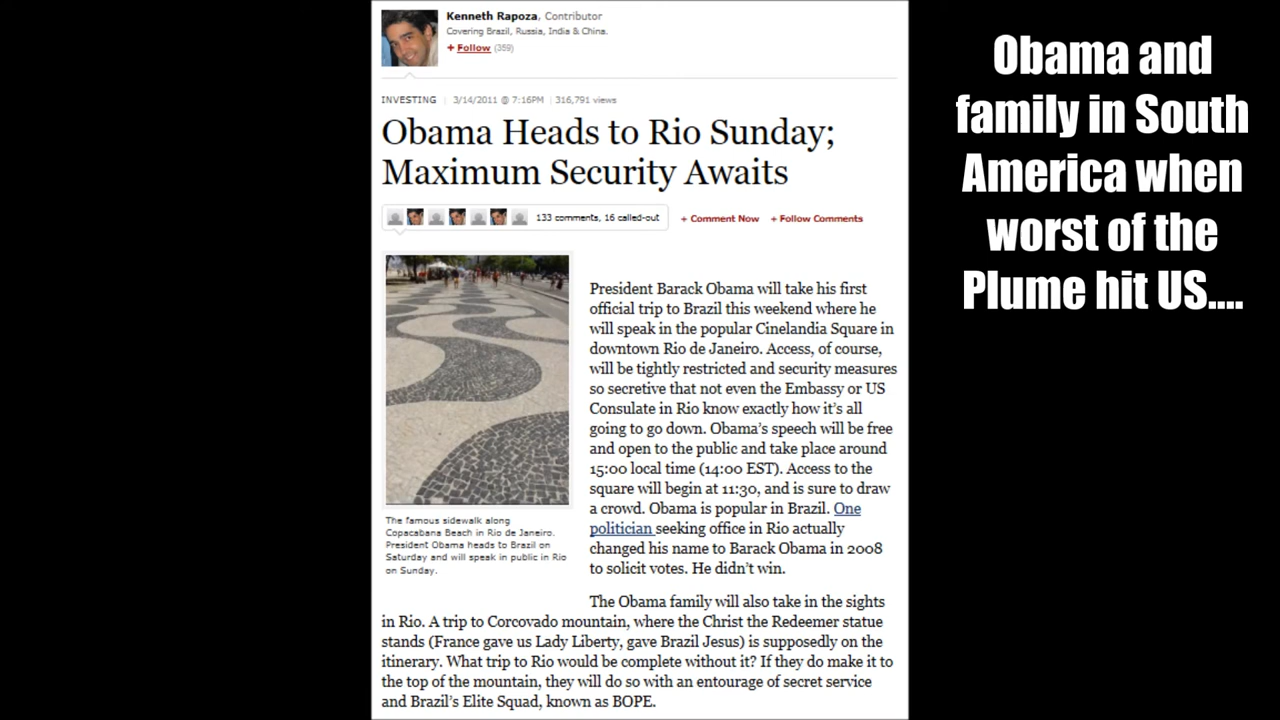 Kenneth Rapoza, Contributor
Covering Brazil, Russia, India & China.
+ Follow (359)
INVESTING | 3/14/2011 @ 7:16PM | 316,791 views
Obama Heads to Rio Sunday;
Maximum Security Awaits
133 comments, 16 called-out
+ Comment Now + Follow Comments
The famous sidewalk along
Copacabana Beach in Rio de Janeiro.
President Obama heads to Brazil on
Saturday and will speak in public in Rio
on Sunday.
President Barack Obama will take his first
official trip to Brazil this weekend where he
will speak in the popular Cinelandia Square in
downtown Rio de Janeiro. Access, of course,
will be tightly restricted and security measures
so secretive that not even the Embassy or US
Consulate in Rio know exactly how it's all
going to go down. Obama's speech will be free
and open to the public and take place around
15:00 local time (14:00 EST). Access to the
square will begin at 11:30, and is sure to draw
a crowd. Obama is popular in Brazil. One
politician seeking office in Rio actually
changed his name to Barack Obama in 2008
to solicit votes. He didn't win.
The Obama family will also take in the sights
in Rio. A trip to Corcovado mountain, where the Christ the Redeemer statue
stands (France gave us Lady Liberty, gave Brazil Jesus) is supposedly on the
itinerary. What trip to Rio would be complete without it? If they do make it to
the top of the mountain, they will do so with an entourage of secret service
and Brazil's Elite Squad, known as BOPE.
Obama and
family in South
America when
worst of the
Plume hit US....